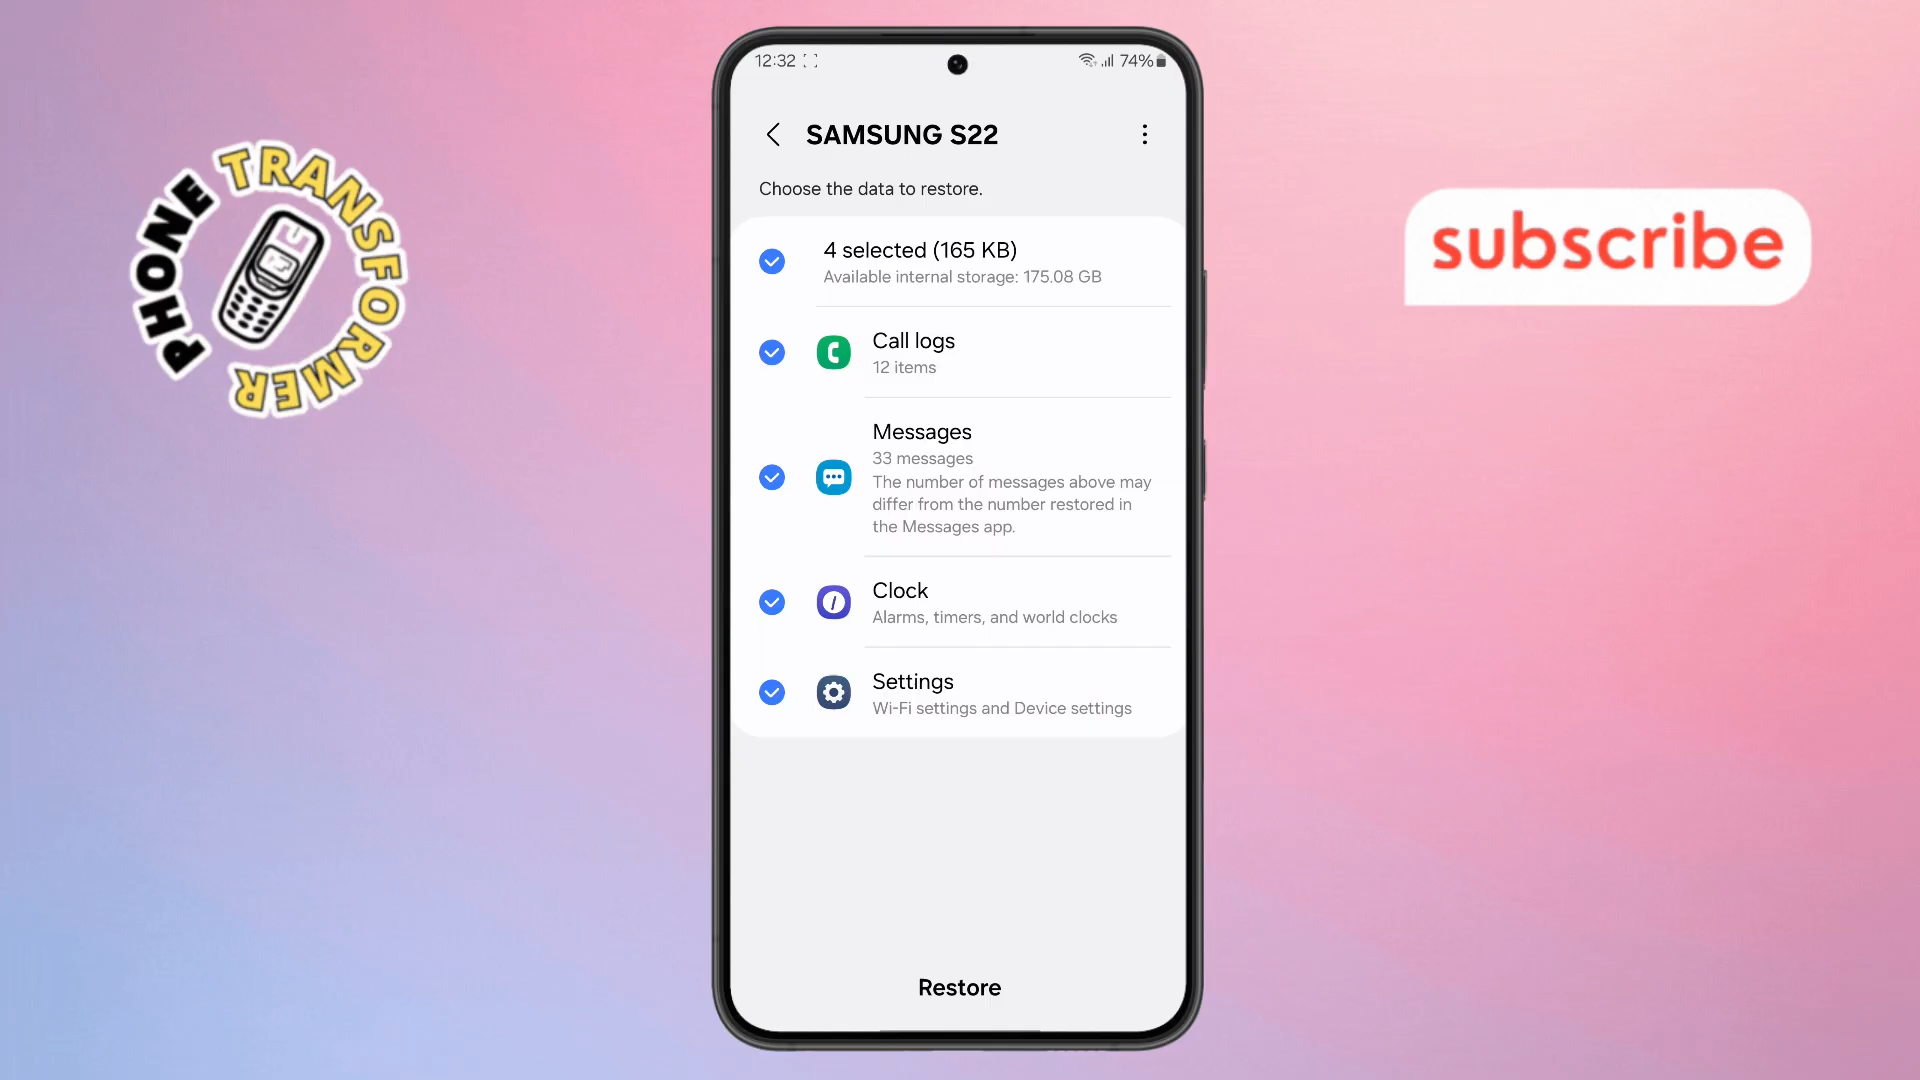 PHONE TRANSFORMER
12:32
74%
SAMSUNG S22
Choose the data to restore.
4 selected (165 KB)
Available internal storage: 175.08 GB
Call logs
12 items
Messages
33 messages
The number of messages above may
differ from the number restored in
the Messages app.
Clock
Alarms, timers, and world clocks
Settings
Wi-Fi settings and Device settings
Restore
subscribe